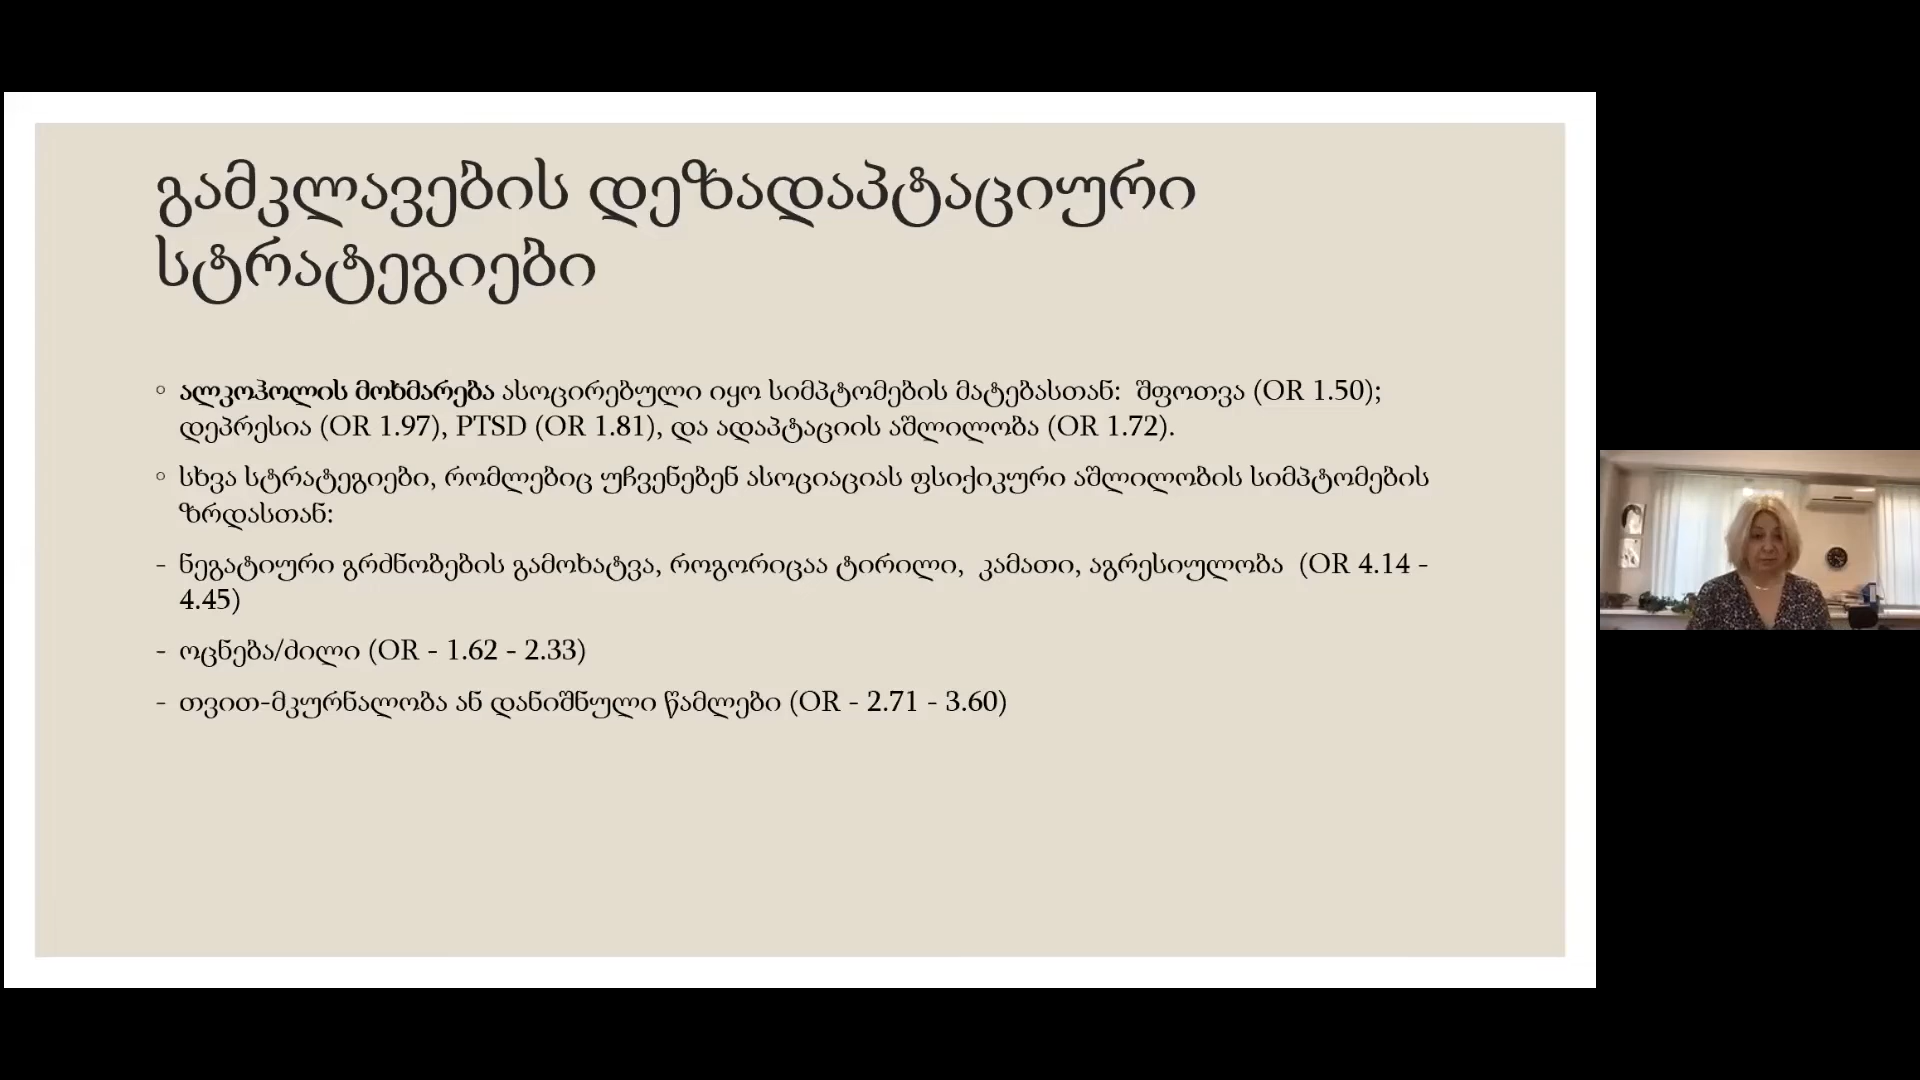 გამკლავების დეზადაპტაციური
სტრატეგიები
◦ ალკოჰოლის მოხმარება ასოცირებული იყო სიმპტომების მატებასთან: შფოთვა (OR 1.50);
დეპრესია (OR 1.97), PTSD (OR 1.81), და ადაპტაციის აშლილობა (OR 1.72).
◦ სხვა სტრატეგიები, რომლებიც უჩვენებენ ასოციაციას ფსიქიკური აშლილობის სიმპტომების
ზრდასთან:
- ნეგატიური გრძნობების გამოხატვა, როგორიცაა ტირილი, კამათი, აგრესიულობა (OR 4.14 -
4.45)
- ოცნება/ძილი (OR - 1.62 - 2.33)
- თვით-მკურნალობა ან დანიშნული წამლები (OR - 2.71 - 3.60)